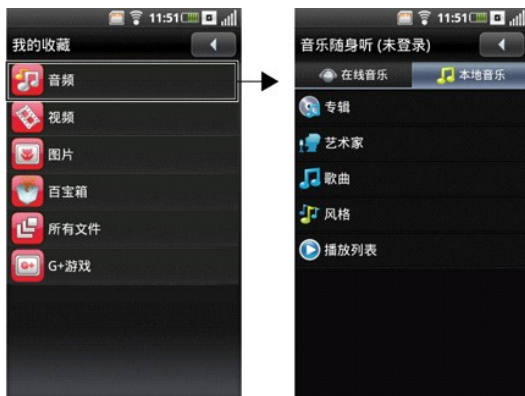 11:51
我的收藏
音频
视频
图片
百宝箱
所有文件
G+游戏
11:51
音乐随身听 (未登录)
在线音乐 本地音乐
专辑
艺术家
歌曲
风格
播放列表